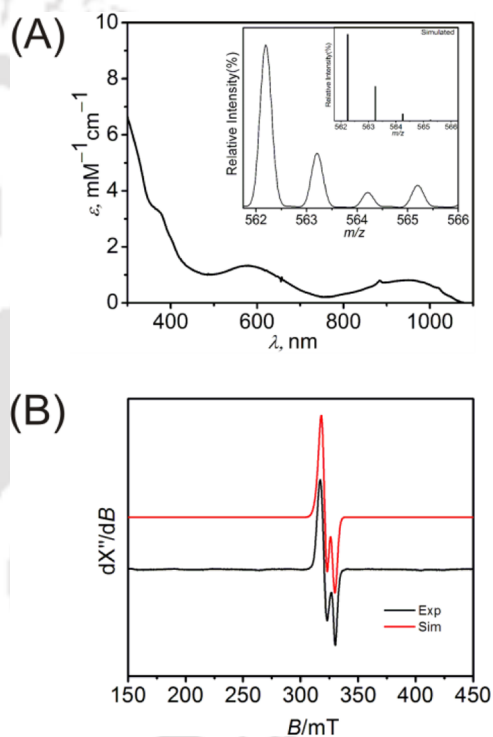 (A)
10
8
6
4
2
0
ε, mM⁻¹cm⁻¹
400 600 800 1000
λ, nm
Relative Intensity(%)
562 563 564 565 566
m/z
Simulated
Relative Intensity(%)
562 563 564 565 566
m/z
(B)
dX"/dB
Exp
Sim
150 200 250 300 350 400 450
B/mT